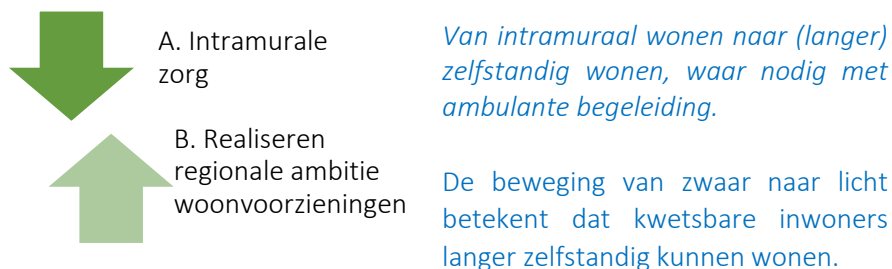 A. Intramurale
zorg
B. Realiseren
regionale ambitie
woonvoorzieningen
Van intramuraal wonen naar (langer)
zelfstandig wonen, waar nodig met
ambulante begeleiding.
De beweging van zwaar naar licht
betekent dat kwetsbare inwoners
langer zelfstandig kunnen wonen.